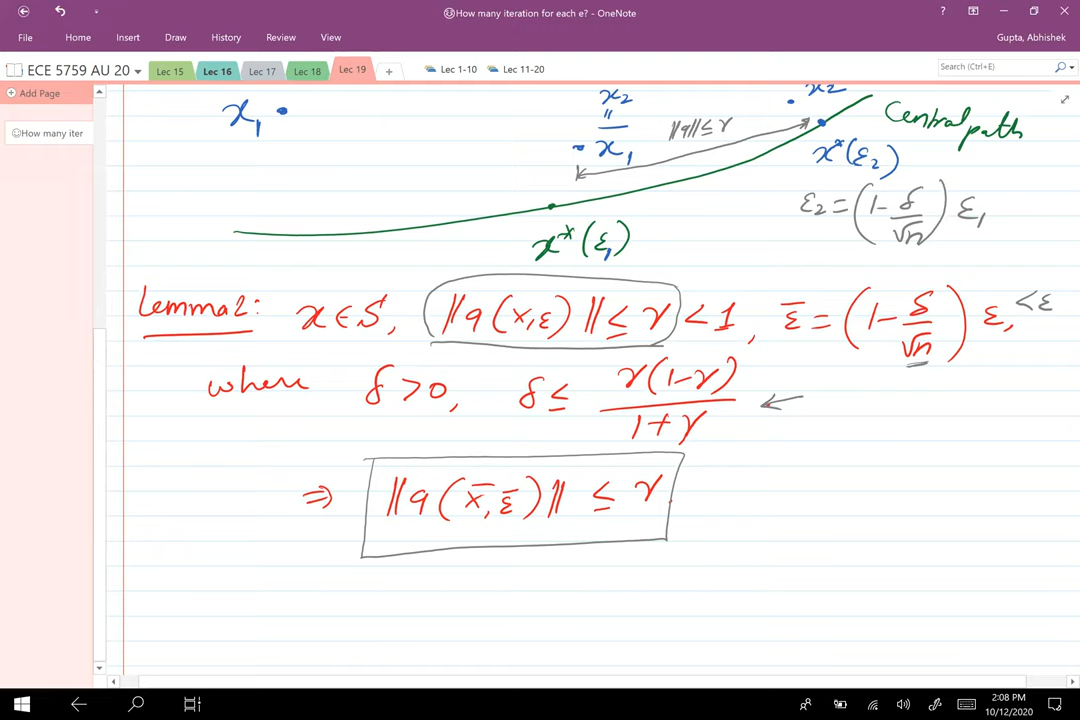 How many iteration for each e? - OneNote
Gupta, Abhishek
File Home Insert Draw History Review View
ECE 5759 AU 20 Lec 15 Lec 16 Lec 17 Lec 18 Lec 19 Lec 1-10 Lec 11-20 Search (Ctrl+E)
Add Page
How many iter
x₁
x₂
=
x₁
‖q‖ ≤ γ
x₂
Central path
x*(ε₂)
x*(ε₁)
ε₂ = (1 - δ/√n) ε₁
Lemma 2: x ∈ S, ‖q(x,ε)‖ ≤ γ < 1, ε̄ = (1 - δ/√n) ε, < ε
where δ > 0, δ ≤ γ(1-γ)/(1+γ) ←
⇒ ‖q(x̄,ε̄)‖ ≤ γ
2:08 PM
10/12/2020